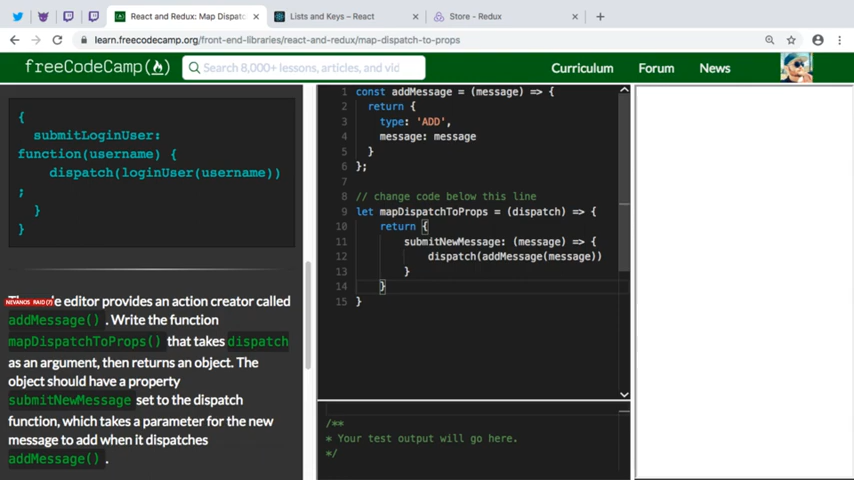 React and Redux: Map Dispatc
Lists and Keys – React
Store - Redux
learn.freecodecamp.org/front-end-libraries/react-and-redux/map-dispatch-to-props
freeCodeCamp
Search 8,000+ lessons, articles, and vid
Curriculum
Forum
News
{
submitLoginUser:
function(username) {
dispatch(loginUser(username))
;
}
}
NEVANOS RAID (7)
e editor provides an action creator called
addMessage() . Write the function
mapDispatchToProps() that takes dispatch
as an argument, then returns an object. The
object should have a property
submitNewMessage set to the dispatch
function, which takes a parameter for the new
message to add when it dispatches
addMessage() .
1 const addMessage = (message) => {
2 return {
3 type: 'ADD',
4 message: message
5 }
6 };
7
8 // change code below this line
9 let mapDispatchToProps = (dispatch) => {
10 return {
11 submitNewMessage: (message) => {
12 dispatch(addMessage(message))
13 }
14 }
15 }
/**
* Your test output will go here.
*/